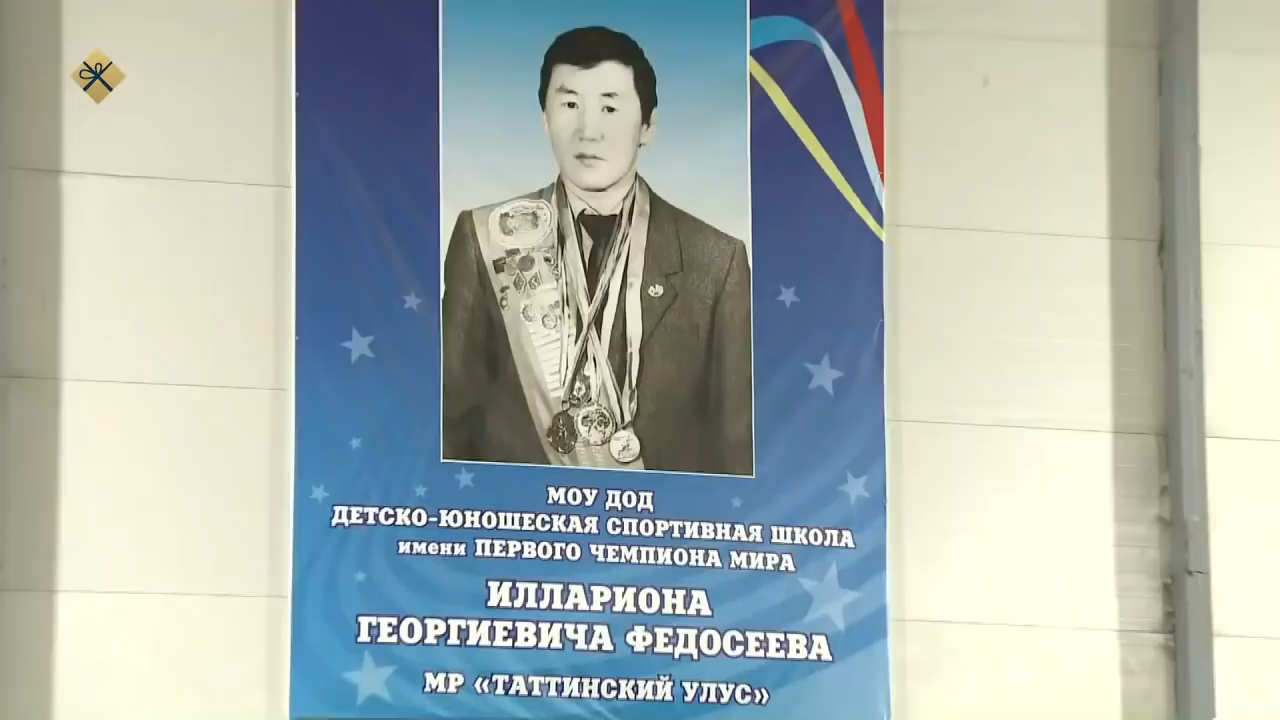 МОУ ДОД
ДЕТСКО-ЮНОШЕСКАЯ СПОРТИВНАЯ ШКОЛА
имени ПЕРВОГО ЧЕМПИОНА МИРА
ИЛЛАРИОНА
ГЕОРГИЕВИЧА ФЕДОСЕЕВА
МР «ТАТТИНСКИЙ УЛУС»